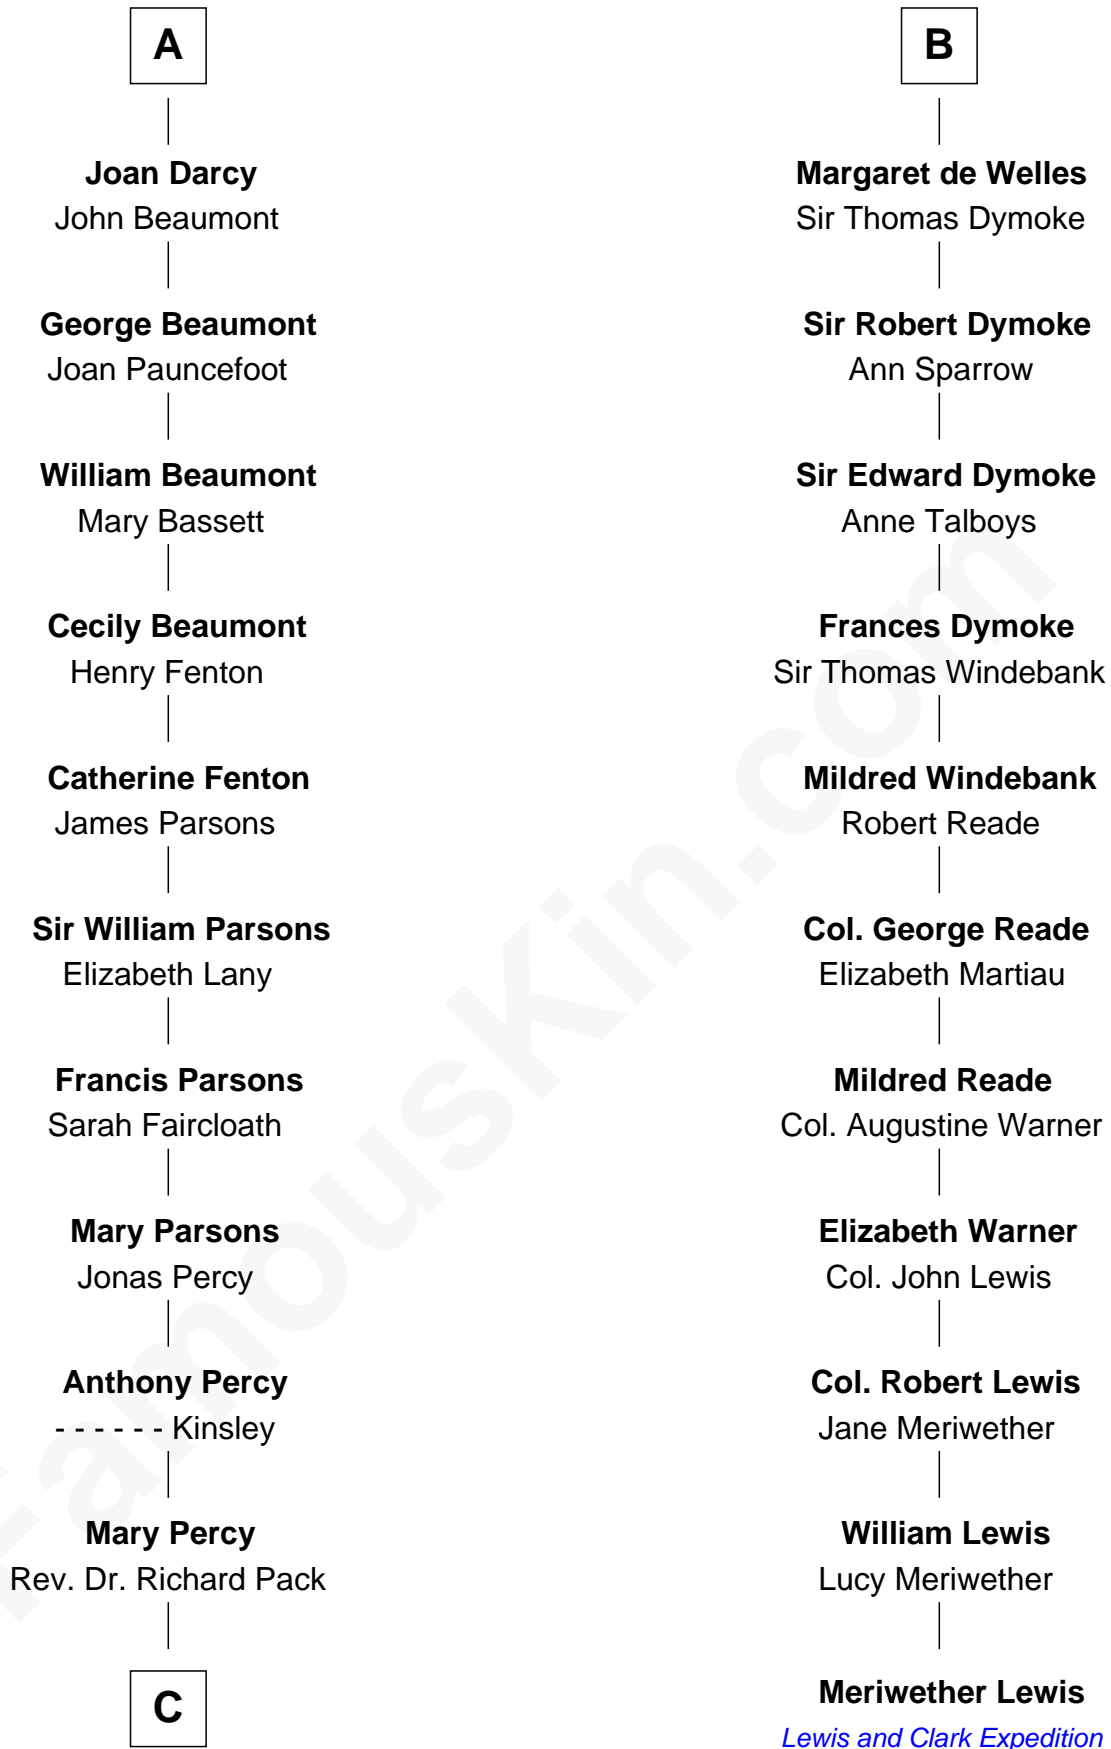 A
Joan Darcy
John Beaumont
George Beaumont
Joan Pauncefoot
William Beaumont
Mary Bassett
Cecily Beaumont
Henry Fenton
Catherine Fenton
James Parsons
Sir William Parsons
Elizabeth Lany
Francis Parsons
Sarah Faircloath
Mary Parsons
Jonas Percy
Anthony Percy
- - - - - - Kinsley
Mary Percy
Rev. Dr. Richard Pack
C
B
Margaret de Welles
Sir Thomas Dymoke
Sir Robert Dymoke
Ann Sparrow
Sir Edward Dymoke
Anne Talboys
Frances Dymoke
Sir Thomas Windebank
Mildred Windebank
Robert Reade
Col. George Reade
Elizabeth Martiau
Mildred Reade
Col. Augustine Warner
Elizabeth Warner
Col. John Lewis
Col. Robert Lewis
Jane Meriwether
William Lewis
Lucy Meriwether
Meriwether Lewis
Lewis and Clark Expedition
FamousKin.com